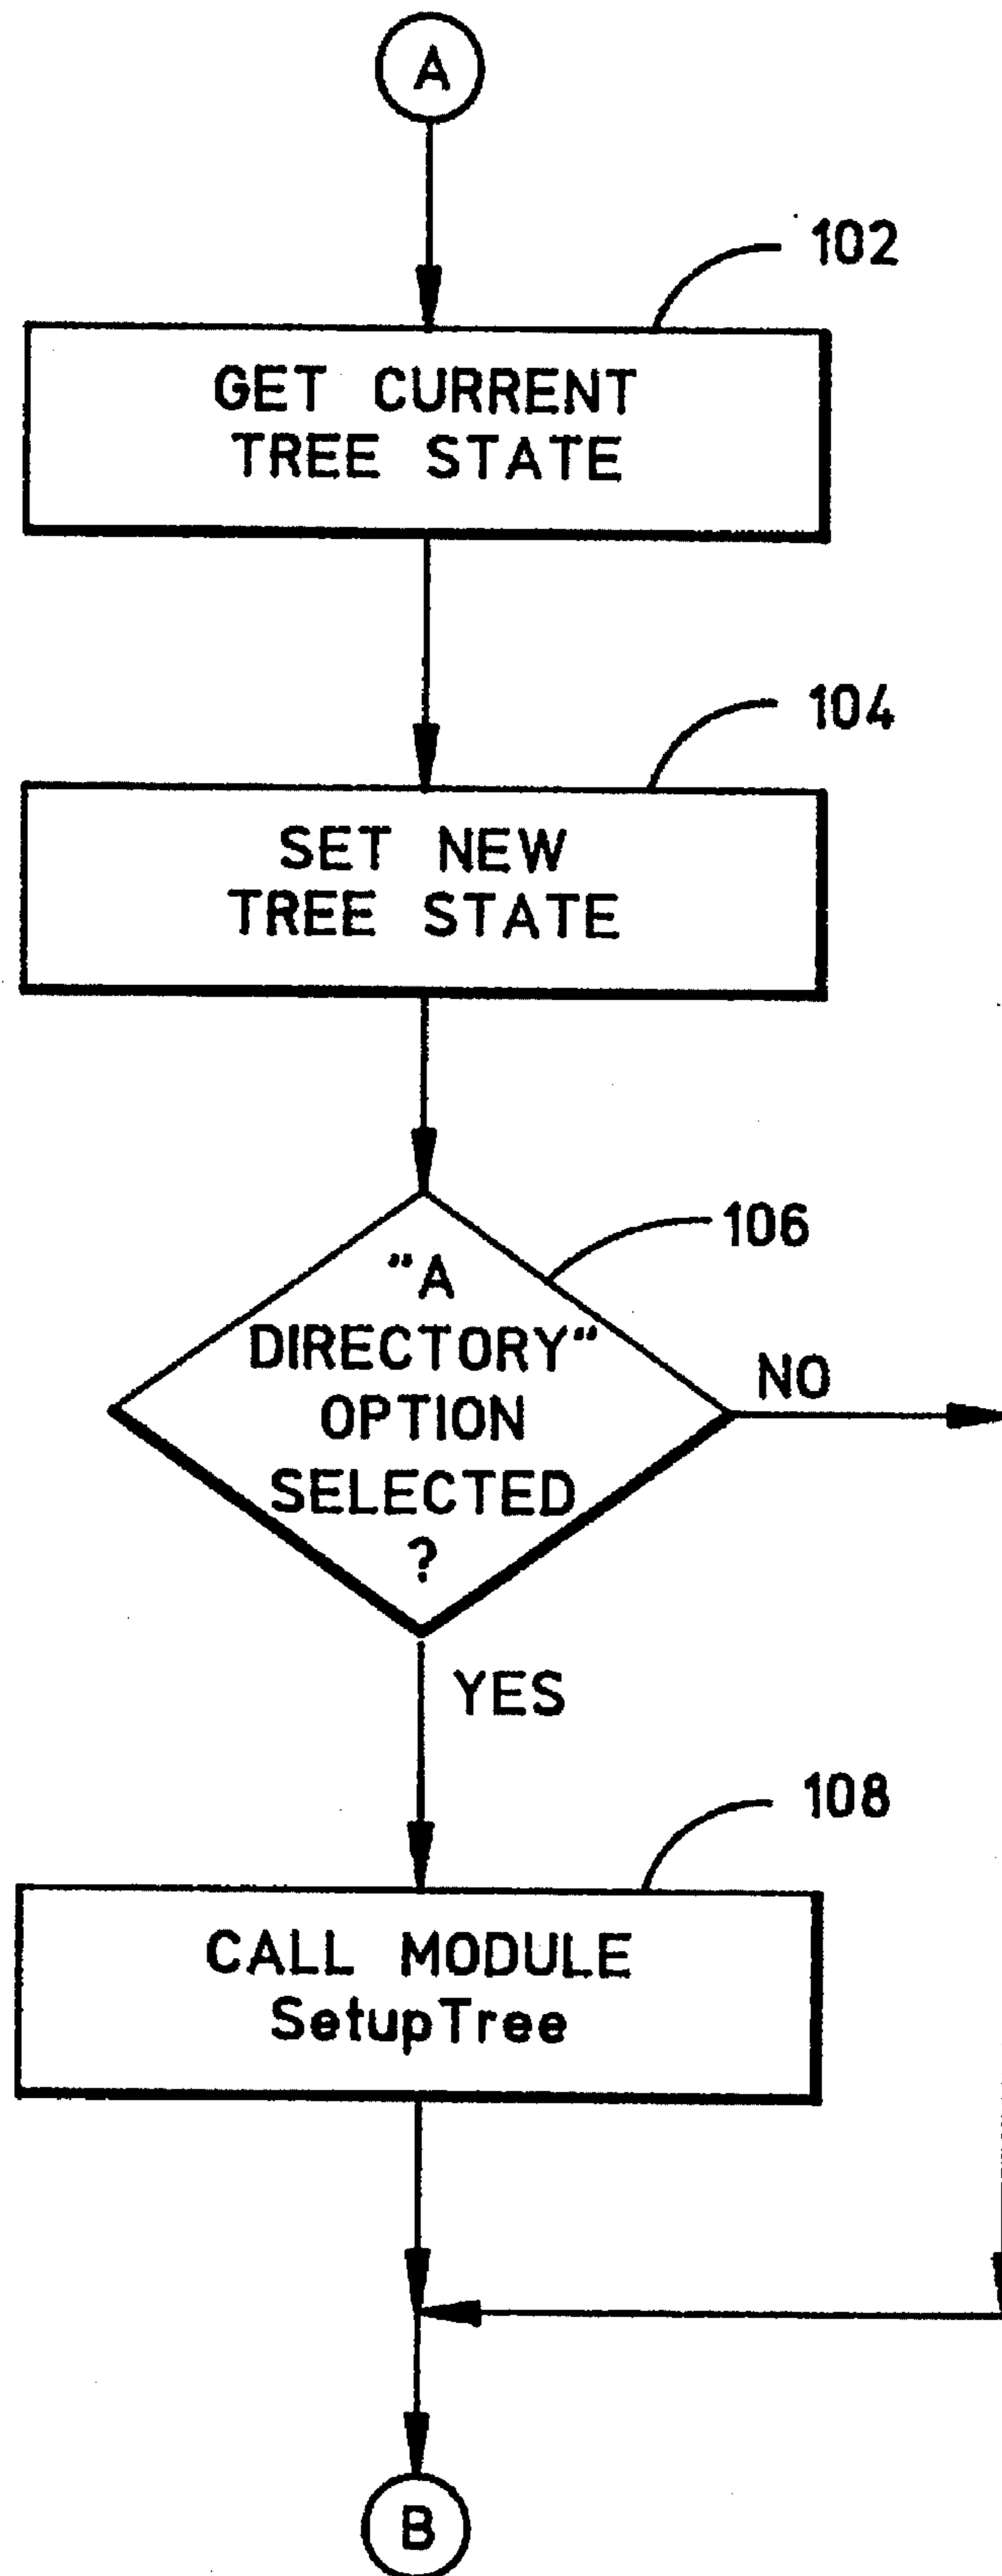 A
102
GET CURRENT
TREE STATE
104
SET NEW
TREE STATE
106
"A
DIRECTORY"
OPTION
SELECTED
?
NO
YES
108
CALL MODULE
SetupTree
B